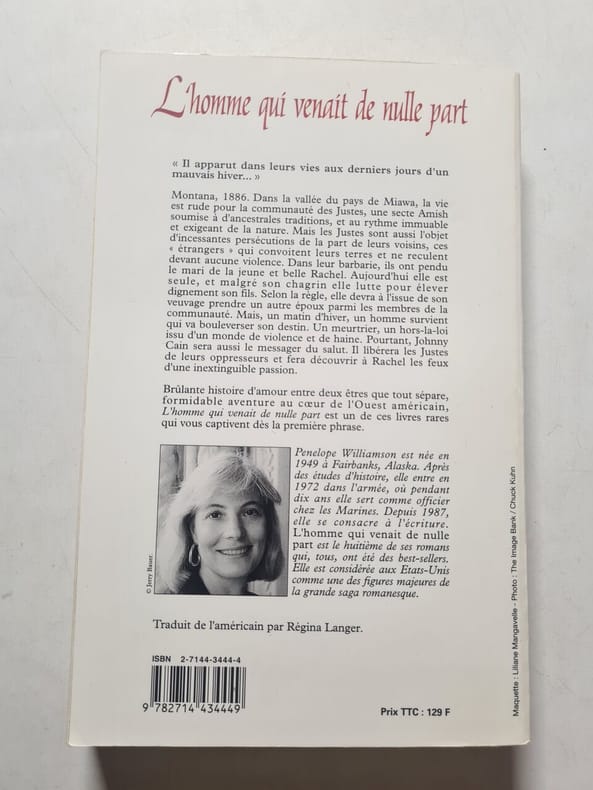 L'homme qui venait de nulle part
« Il apparut dans leurs vies aux derniers jours d'un
mauvais hiver... »
Montana, 1886. Dans la vallée du pays de Miawa, la vie
est rude pour la communauté des Justes, une secte Amish
soumise à d'ancestrales traditions, et au rythme immuable
et exigeant de la nature. Mais les Justes sont aussi l'objet
d'incessantes persécutions de la part de leurs voisins, ces
« étrangers » qui convoitent leurs terres et ne reculent
devant aucune violence. Dans leur barbarie, ils ont pendu
le mari de la jeune et belle Rachel. Aujourd'hui elle est
seule, et malgré son chagrin elle lutte pour élever
dignement son fils. Selon la règle, elle devra à l'issue de son
veuvage prendre un autre époux parmi les membres de la
communauté. Mais, un matin d'hiver, un homme survient
qui va bouleverser son destin. Un meurtrier, un hors-la-loi
issu d'un monde de violence et de haine. Pourtant, Johnny
Cain sera aussi le messager du salut. Il libérera les Justes
de leurs oppresseurs et fera découvrir à Rachel les feux
d'une inextinguible passion.
Brûlante histoire d'amour entre deux êtres que tout sépare,
formidable aventure au cœur de l'Ouest américain,
L'homme qui venait de nulle part est un de ces livres rares
qui vous captivent dès la première phrase.
Penelope Williamson est née en
1949 à Fairbanks, Alaska. Après
des études d'histoire, elle entre en
1972 dans l'armée, où pendant
dix ans elle sert comme officier
chez les Marines. Depuis 1987,
elle se consacre à l'écriture.
L'homme qui venait de nulle
part est le huitième de ses romans
qui, tous, ont été des best-sellers.
Elle est considérée aux Etats-Unis
comme une des figures majeures de
la grande saga romanesque.
© Jerry Bauer.
Traduit de l'américain par Régina Langer.
ISBN 2-7144-3444-4
9 782714 434449
Prix TTC : 129 F
Maquette : Liliane Mangavelle - Photo : The Image Bank / Chuck Kuhn